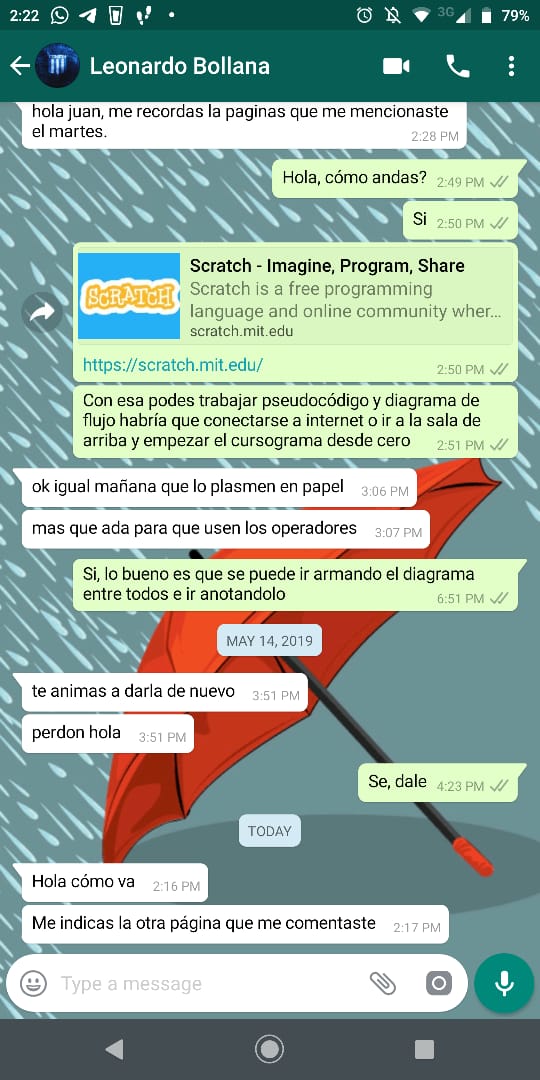 2:22
3G
79%
Leonardo Bollana
hola juan, me recordas la paginas que me mencionaste
el martes.
2:28 PM
Hola, cómo andas?
2:49 PM
Si
2:50 PM
SCRATCH
Scratch - Imagine, Program, Share
Scratch is a free programming
language and online community wher...
scratch.mit.edu
https://scratch.mit.edu/
2:50 PM
Con esa podes trabajar pseudocódigo y diagrama de
flujo habría que conectarse a internet o ir a la sala de
arriba y empezar el cursograma desde cero
2:51 PM
ok igual mañana que lo plasmen en papel
3:06 PM
mas que ada para que usen los operadores
3:07 PM
Si, lo bueno es que se puede ir armando el diagrama
entre todos e ir anotandolo
6:51 PM
MAY 14, 2019
te animas a darla de nuevo
3:51 PM
perdon hola
3:51 PM
Se, dale
4:23 PM
TODAY
Hola cómo va
2:16 PM
Me indicas la otra página que me comentaste
2:17 PM
Type a message